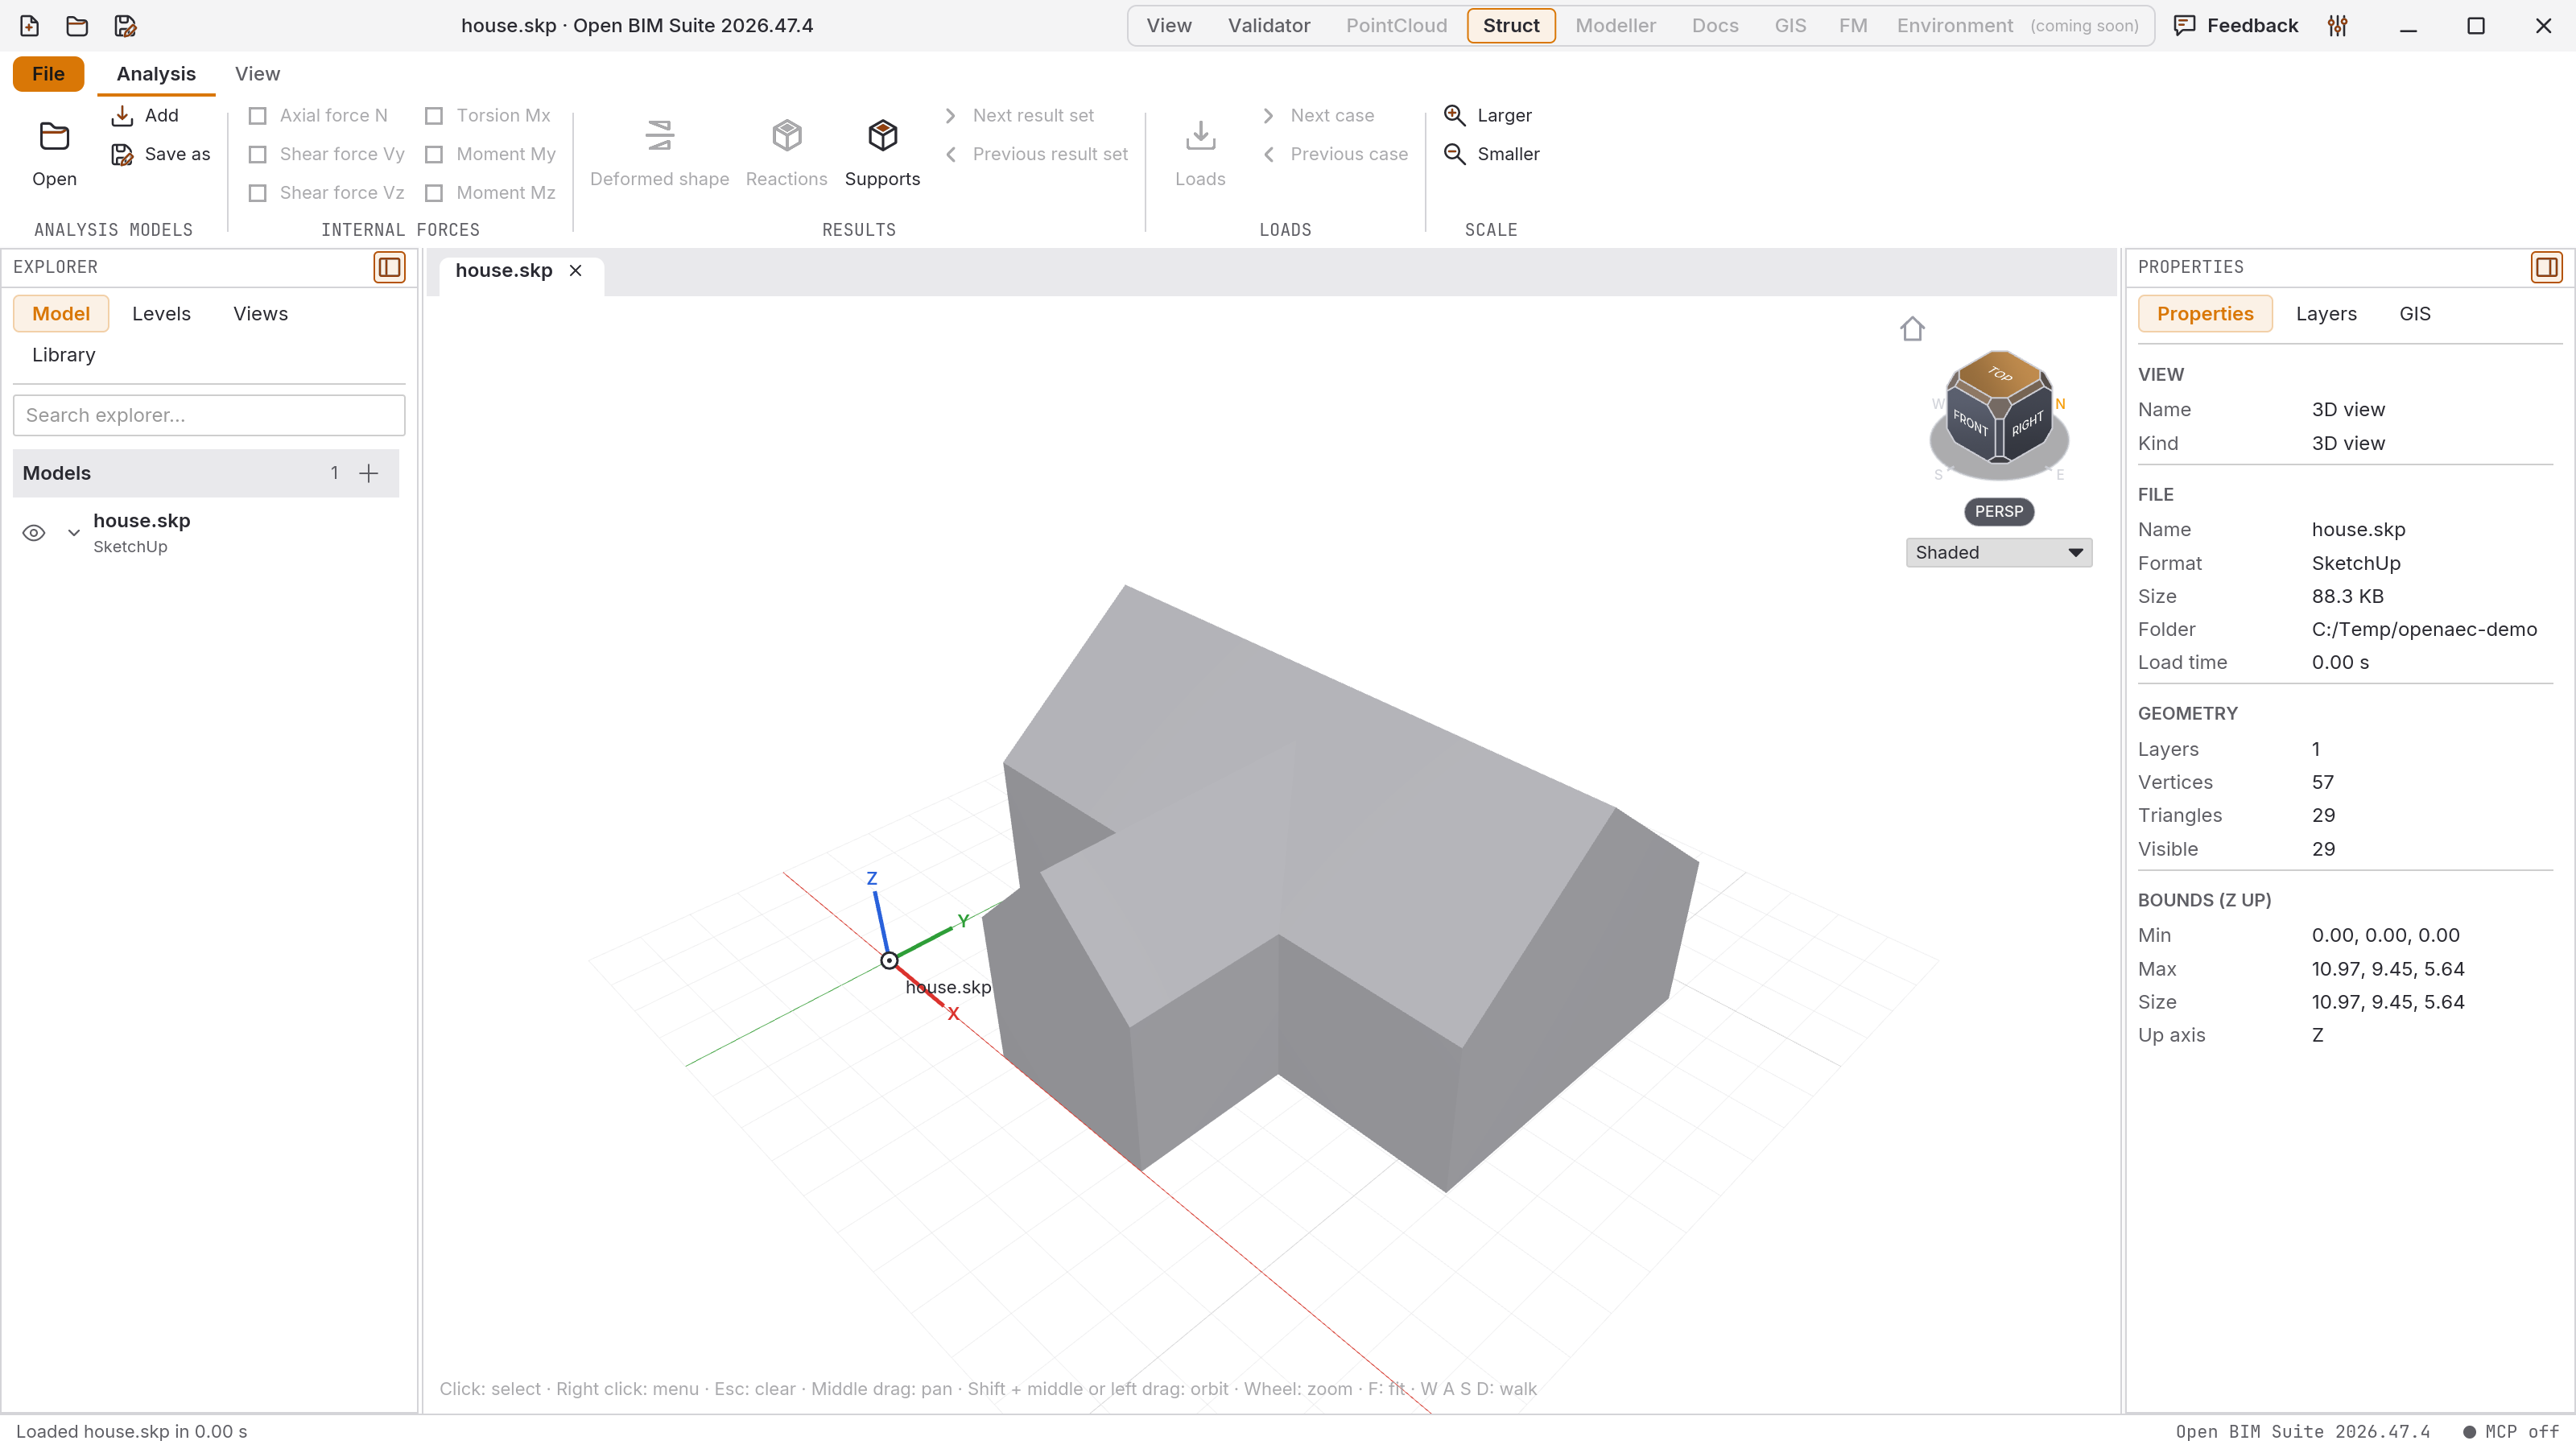 house.skp · Open BIM Suite 2026.47.4
View Validator PointCloud Struct Modeller Docs GIS FM Environment (coming soon) Feedback
File Analysis View
Open
Add
Save as
ANALYSIS MODELS
Axial force N
Shear force Vy
Shear force Vz
Torsion Mx
Moment My
Moment Mz
INTERNAL FORCES
Deformed shape
Reactions
Supports
Next result set
Previous result set
RESULTS
Loads
Next case
Previous case
LOADS
Larger
Smaller
SCALE
EXPLORER
Model Levels Views
Library
Search explorer...
Models 1
house.skp
SketchUp
house.skp
TOP
FRONT
RIGHT
W
N
S
E
PERSP
Shaded
Z
Y
house.skp
X
Click: select · Right click: menu · Esc: clear · Middle drag: pan · Shift + middle or left drag: orbit · Wheel: zoom · F: fit · W A S D: walk
PROPERTIES
Properties Layers GIS
VIEW
Name 3D view
Kind 3D view
FILE
Name house.skp
Format SketchUp
Size 88.3 KB
Folder C:/Temp/openaec-demo
Load time 0.00 s
GEOMETRY
Layers 1
Vertices 57
Triangles 29
Visible 29
BOUNDS (Z UP)
Min 0.00, 0.00, 0.00
Max 10.97, 9.45, 5.64
Size 10.97, 9.45, 5.64
Up axis Z
Loaded house.skp in 0.00 s
Open BIM Suite 2026.47.4 MCP off